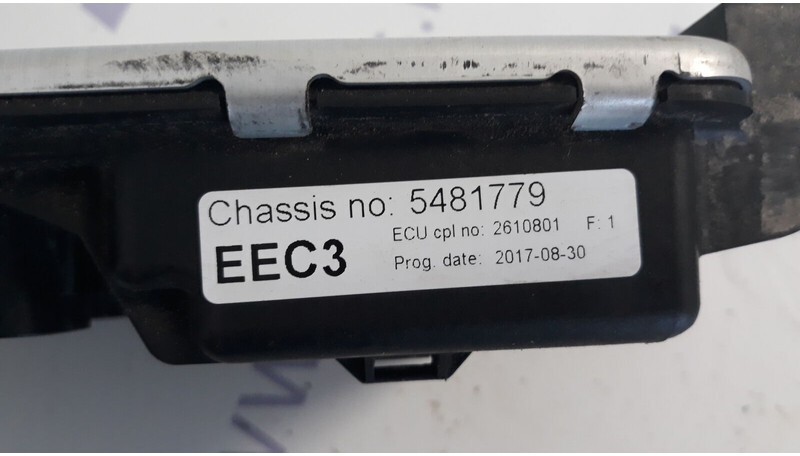 Chassis no: 5481779
EEC3
ECU cpl no: 2610801 F: 1
Prog. date: 2017-08-30